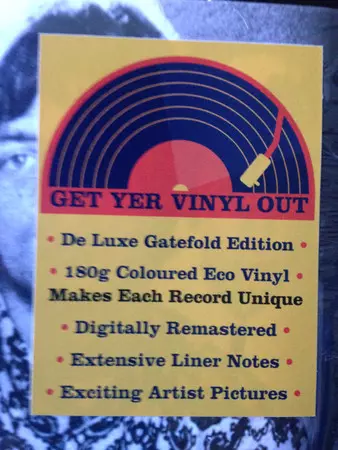 GET YER VINYL OUT
• De Luxe Gatefold Edition •
• 180g Coloured Eco Vinyl •
Makes Each Record Unique
• Digitally Remastered •
• Extensive Liner Notes •
• Exciting Artist Pictures •